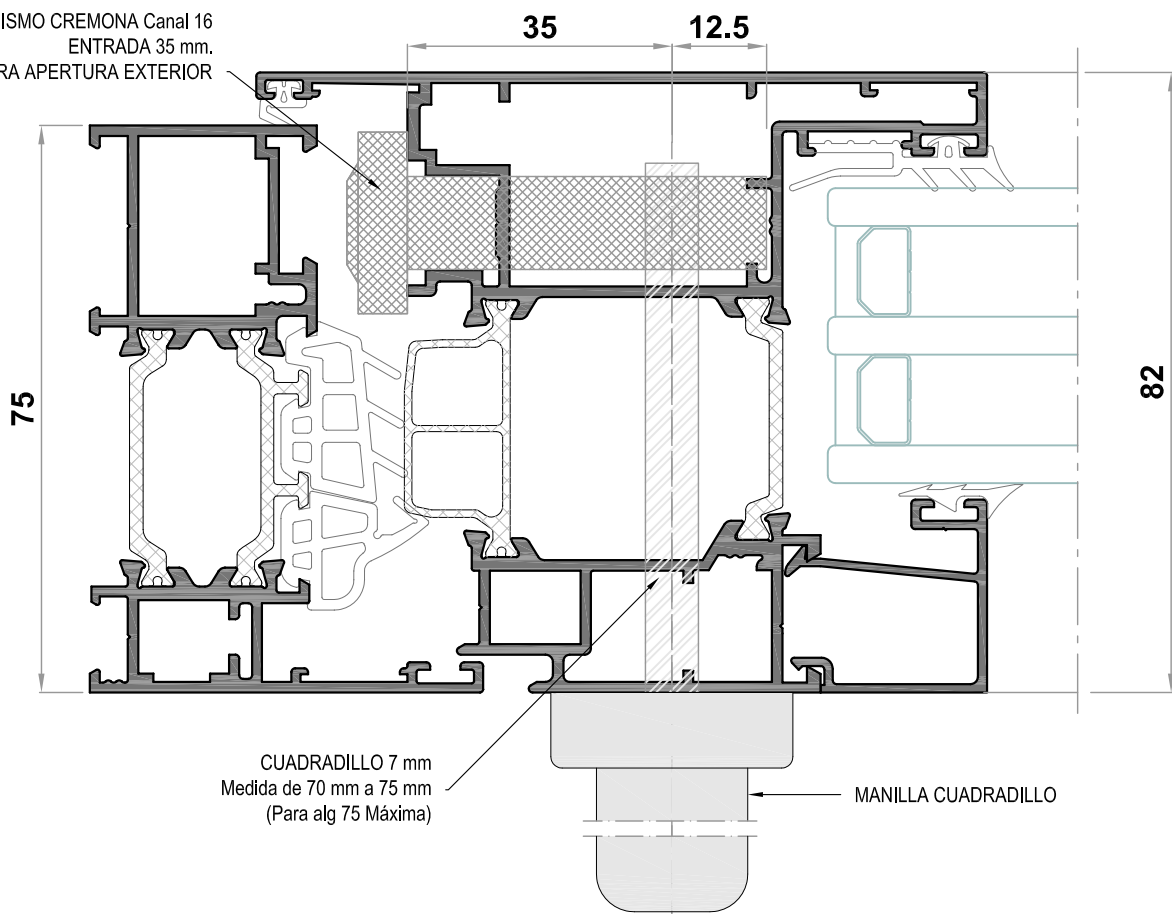 ISMO CREMONA Canal 16
ENTRADA 35 mm.
RA APERTURA EXTERIOR
35
12.5
75
82
CUADRADILLO 7 mm
Medida de 70 mm a 75 mm
(Para alg 75 Máxima)
MANILLA CUADRADILLO